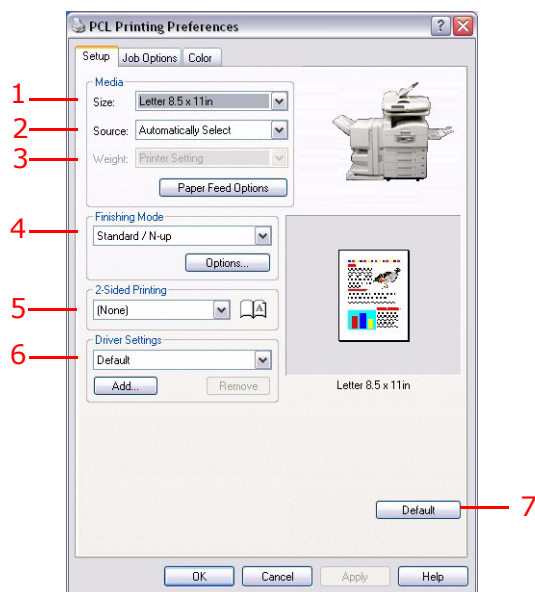 PCL Printing Preferences
Setup Job Options Color
Media
1 Size: Letter 8.5 x 11in
2 Source: Automatically Select
3 Weight: Printer Setting
Paper Feed Options
Finishing Mode
4 Standard / N-up
Options...
2-Sided Printing
5 (None) A
Driver Settings
6 Default
Add... Remove
Letter 8.5 x 11in
Default 7
OK Cancel Apply Help